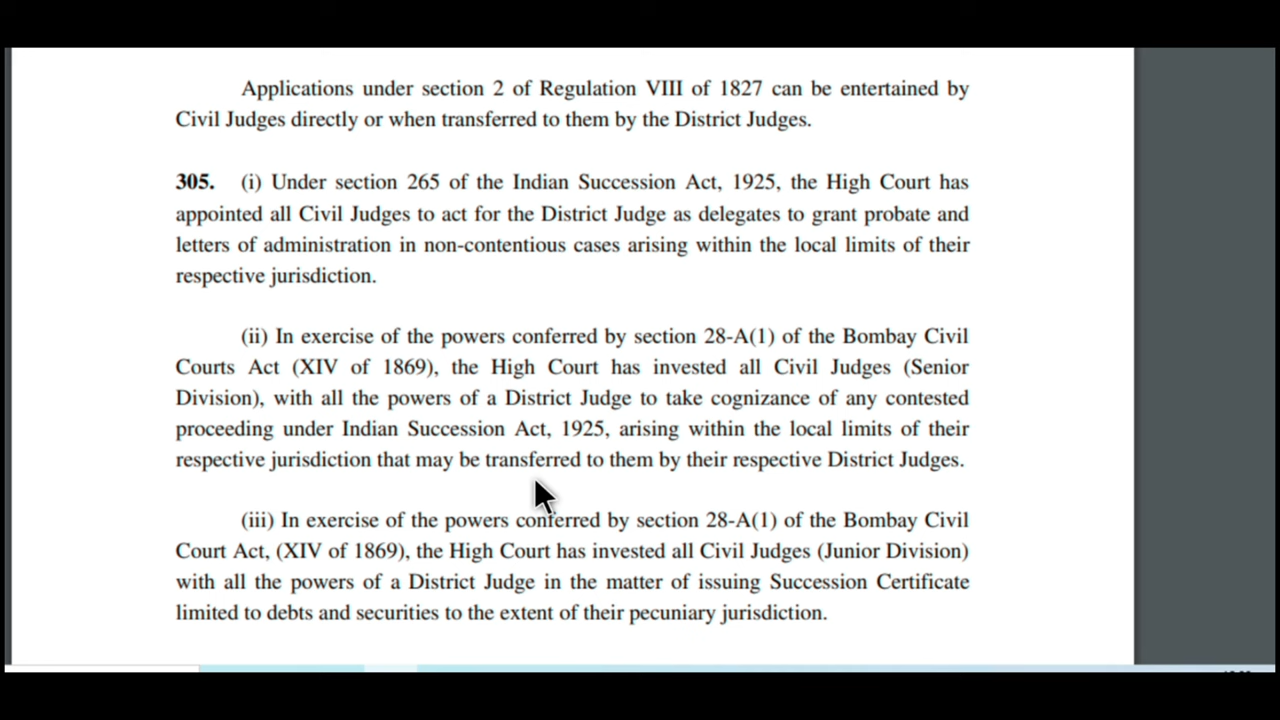 Applications under section 2 of Regulation VIII of 1827 can be entertained by
Civil Judges directly or when transferred to them by the District Judges.
305. (i) Under section 265 of the Indian Succession Act, 1925, the High Court has
appointed all Civil Judges to act for the District Judge as delegates to grant probate and
letters of administration in non-contentious cases arising within the local limits of their
respective jurisdiction.
(ii) In exercise of the powers conferred by section 28-A(1) of the Bombay Civil
Courts Act (XIV of 1869), the High Court has invested all Civil Judges (Senior
Division), with all the powers of a District Judge to take cognizance of any contested
proceeding under Indian Succession Act, 1925, arising within the local limits of their
respective jurisdiction that may be transferred to them by their respective District Judges.
(iii) In exercise of the powers conferred by section 28-A(1) of the Bombay Civil
Court Act, (XIV of 1869), the High Court has invested all Civil Judges (Junior Division)
with all the powers of a District Judge in the matter of issuing Succession Certificate
limited to debts and securities to the extent of their pecuniary jurisdiction.